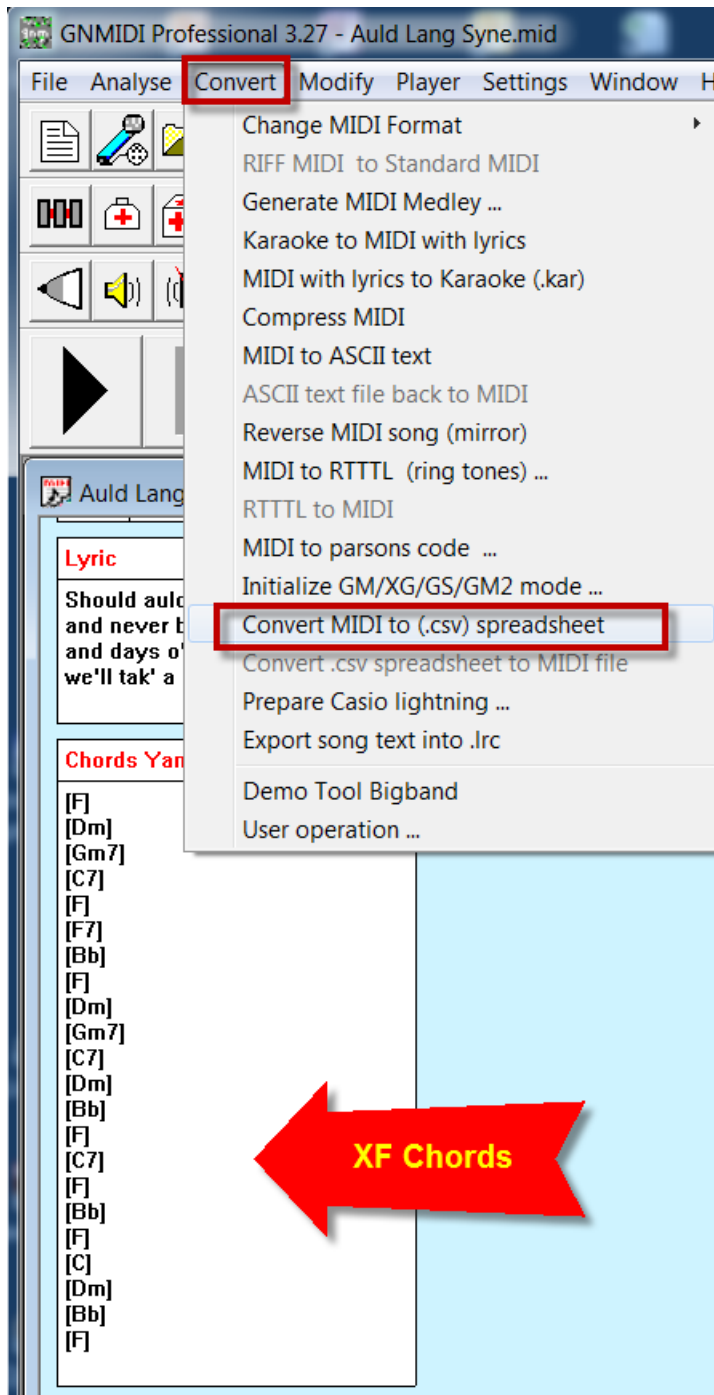 GNMIDI Professional 3.27 - Auld Lang Syne.mid
File Analyse Convert Modify Player Settings Window H
Change MIDI Format
RIFF MIDI to Standard MIDI
Generate MIDI Medley ...
Karaoke to MIDI with lyrics
MIDI with lyrics to Karaoke (.kar)
Compress MIDI
MIDI to ASCII text
ASCII text file back to MIDI
Reverse MIDI song (mirror)
MIDI to RTTTL (ring tones) ...
RTTTL to MIDI
MIDI to parsons code ...
Initialize GM/XG/GS/GM2 mode ...
Convert MIDI to (.csv) spreadsheet
Convert .csv spreadsheet to MIDI file
Prepare Casio lightning ...
Export song text into .lrc
Demo Tool Bigband
User operation ...
Auld Lang
Lyric
Should auld
and never b
and days o'
we'll tak' a
Chords Yam
[F]
[Dm]
[Gm7]
[C7]
[F]
[F7]
[Bb]
[F]
[Dm]
[Gm7]
[C7]
[Dm]
[Bb]
[F]
[C7]
[F]
[Bb]
[F]
[C]
[Dm]
[Bb]
[F]
XF Chords